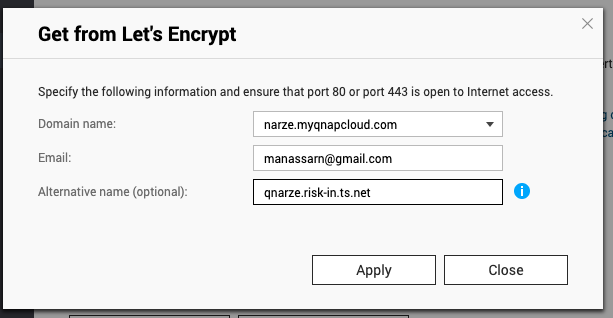 Get from Let's Encrypt
Specify the following information and ensure that port 80 or port 443 is open to Internet access.
Domain name: narze.myqnapcloud.com
Email: manassarn@gmail.com
Alternative name (optional): qnarze.risk-in.ts.net
Apply Close